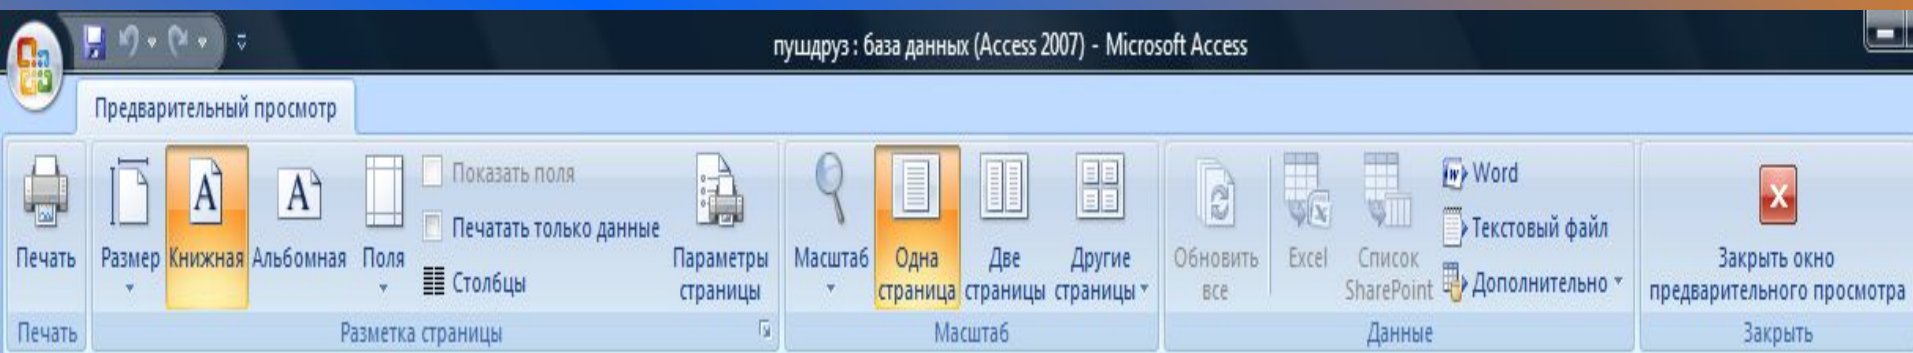 пушдруз : база данных (Access 2007) - Microsoft Access
Предварительный просмотр
Печать
Размер
Книжная
Альбомная
Поля
Показать поля
Печатать только данные
Столбцы
Параметры
страницы
Масштаб
Одна
страница
Две
страницы
Другие
страницы
Обновить
все
Excel
Список
SharePoint
Word
Текстовый файл
Дополнительно
Закрыть окно
предварительного просмотра
Печать
Разметка страницы
Масштаб
Данные
Закрыть